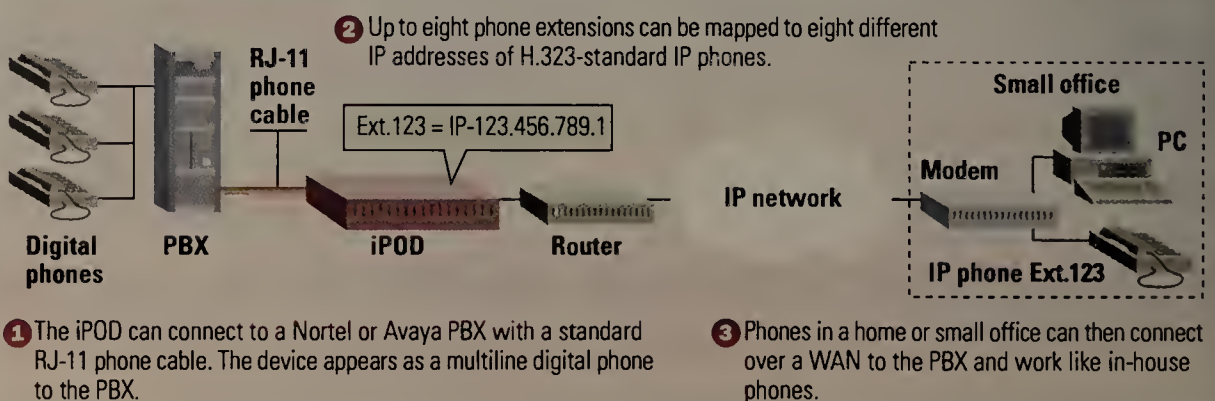 2 Up to eight phone extensions can be mapped to eight different
IP addresses of H.323-standard IP phones.
RJ-11
phone
cable
Ext.123 = IP-123.456.789.1
Small office
PC
Modem
IP network
Digital
phones
PBX
iPOD
Router
IP phone Ext.123
1 The iPOD can connect to a Nortel or Avaya PBX with a standard
RJ-11 phone cable. The device appears as a multiline digital phone
to the PBX.
3 Phones in a home or small office can then connect
over a WAN to the PBX and work like in-house
phones.